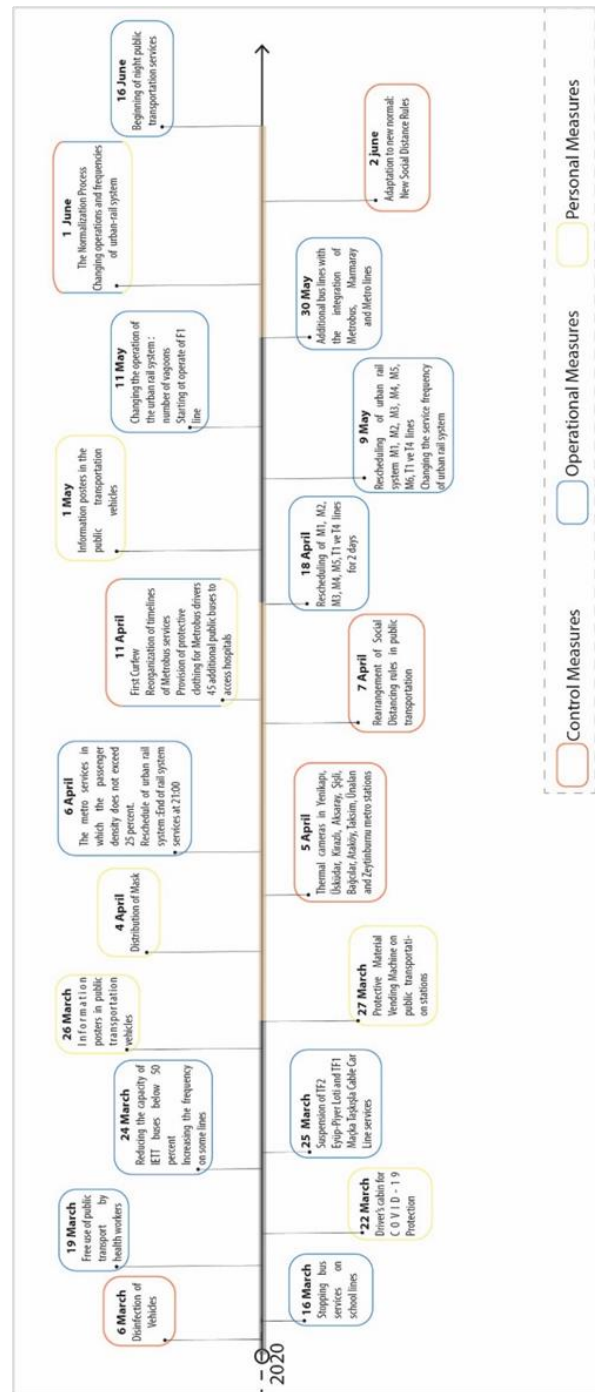 2020
6 March
Disinfection of
Vehicles
16 March
Stopping bus
services on
school lines
19 March
Free use of public
transport by
health workers
22 March
Driver's cabin for
COVID-19
Protection
24 March
Reducing the capacity of
IETT buses below 50
percent
Increasing the frequency
on some lines
25 March
Suspension of TF2
Eyüp-Piyer Loti and TF1
Maçka Taşkışla Cable Car
Line services
26 March
Information
posters in public
transportation
vehicles
27 March
Protective Material
Vending Machine on
public transportati-
on stations
4 April
Distribution of Mask
5 April
Thermal cameras in Yenikapı,
Üsküdar, Kirazlı, Aksaray, Şişli,
Bağcılar, Ataköy, Taksim, Ünalan
and Zeytinburnu metro stations
6 April
The metro services in
which the passenger
density does not exceed
25 percent.
Reschedule of urban rail
system :End of rail system
services at 21:00
7 April
Rearrangement of Social
Distancing rules in public
transportation
11 April
First Curfew
Reorganization of timelines
of Metrobus services
Provision of protective
clothing for Metrobus drivers
45 additional public buses to
access hospitals
18 April
Rescheduling of M1, M2,
M3, M4, M5, T1 ve T4 lines
for 2 days
1 May
Information posters in the
public transportation
vehicles
9 May
Rescheduling of urban rail
system M1, M2, M3, M4, M5,
M6, T1 ve T4 lines
Changing the service frequency
of urban rail system
11 May
Changing the operation of
the urban rail system :
number of vagoons
Starting ot operate of F1
line
30 May
Additional bus lines with
the integration of
Metrobus, Marmaray
and Metro lines
1 June
The Normalization Process
Changing operations and frequencies
of urban-rail system
2 june
Adaptation to new normal:
New Social Distance Rules
16 June
Beginning of night public
transportation services
Control Measures
Operational Measures
Personal Measures